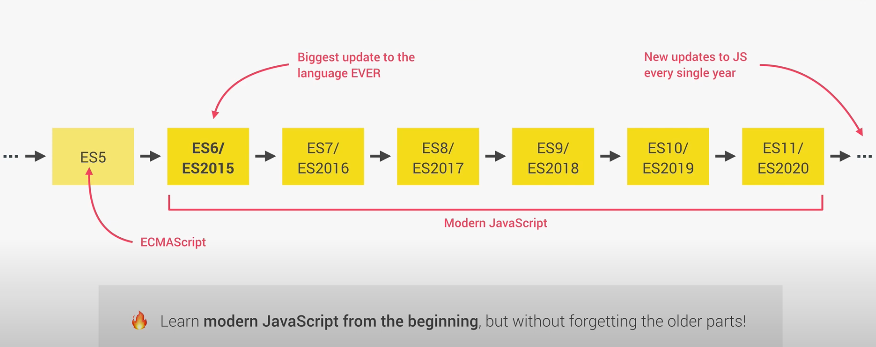 Biggest update to the
language EVER
New updates to JS
every single year
... ES5
ES6/
ES2015
ES7/
ES2016
ES8/
ES2017
ES9/
ES2018
ES10/
ES2019
ES11/
ES2020
...
Modern JavaScript
ECMAScript
🔥 Learn modern JavaScript from the beginning, but without forgetting the older parts!